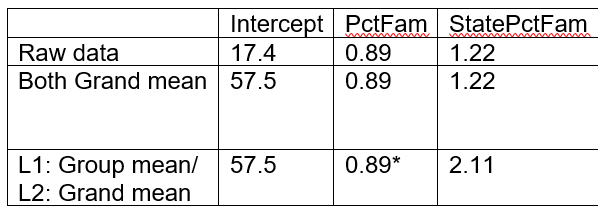 Intercept PctFam StatePctFam
Raw data 17.4 0.89 1.22
Both Grand mean 57.5 0.89 1.22
L1: Group mean/ 57.5 0.89* 2.11
L2: Grand mean